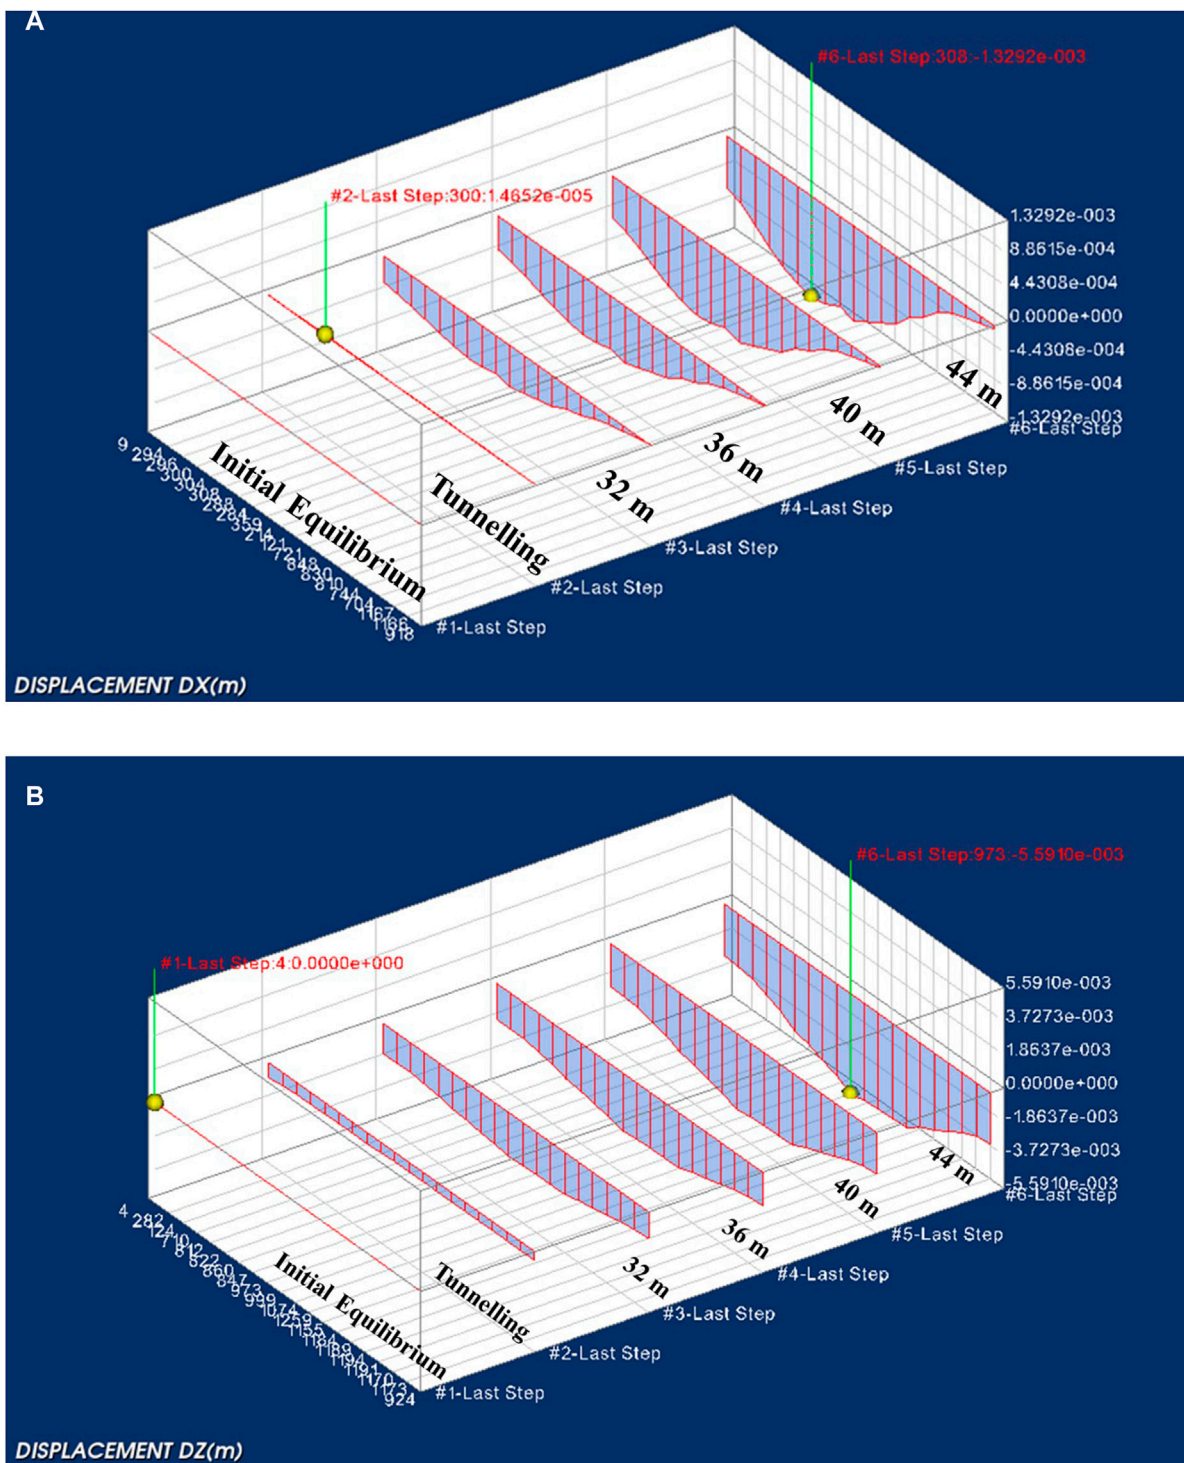 A
#6-Last Step:308:-1.3292e-003
#2-Last Step:300:1.4652e-005
1.3292e-003
8.8615e-004
4.4308e-004
0.0000e+000
-4.4308e-004
-8.8615e-004
-1.3292e-003
#6-Last Step
#5-Last Step
#4-Last Step
#3-Last Step
#2-Last Step
#1-Last Step
44 m
40 m
36 m
32 m
Tunnelling
Initial Equilibrium
9
918
DISPLACEMENT DX(m)
B
#6-Last Step:973:-5.5910e-003
#1-Last Step:4:0.0000e+000
5.5910e-003
3.7273e-003
1.8637e-003
0.0000e+000
-1.8637e-003
-3.7273e-003
-5.5910e-003
#6-Last Step
#5-Last Step
#4-Last Step
#3-Last Step
#2-Last Step
#1-Last Step
44 m
40 m
36 m
32 m
Tunnelling
Initial Equilibrium
4
282
847
973
924
DISPLACEMENT DZ(m)